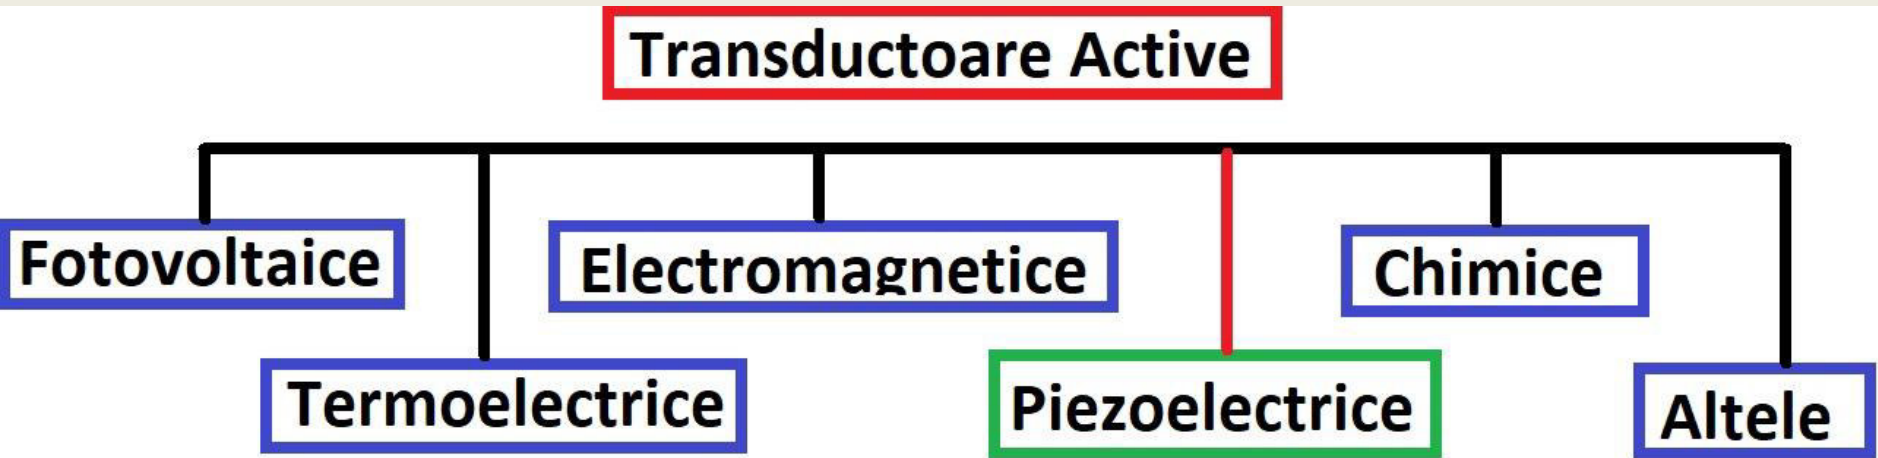 Transductoare Active
Fotovoltaice
Termoelectrice
Electromagnetice
Piezoelectrice
Chimice
Altele